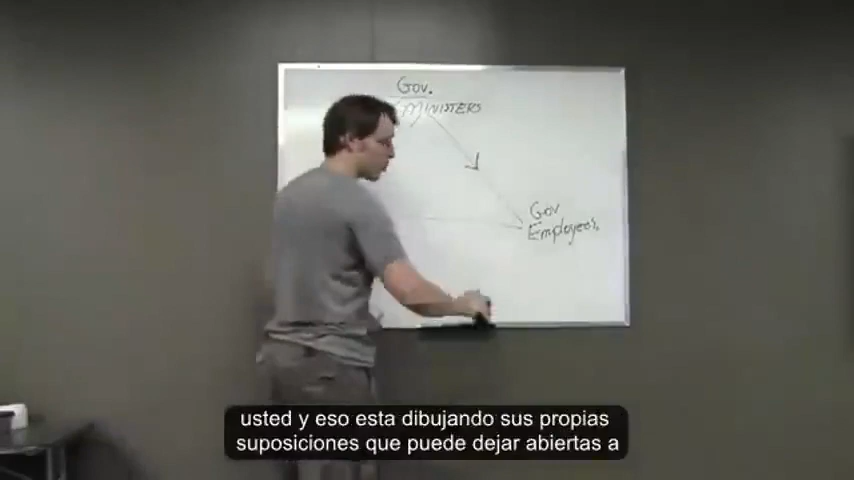 Gov.
MINISTERS
Gov
Employees.
usted y eso esta dibujando sus propias
suposiciones que puede dejar abiertas a